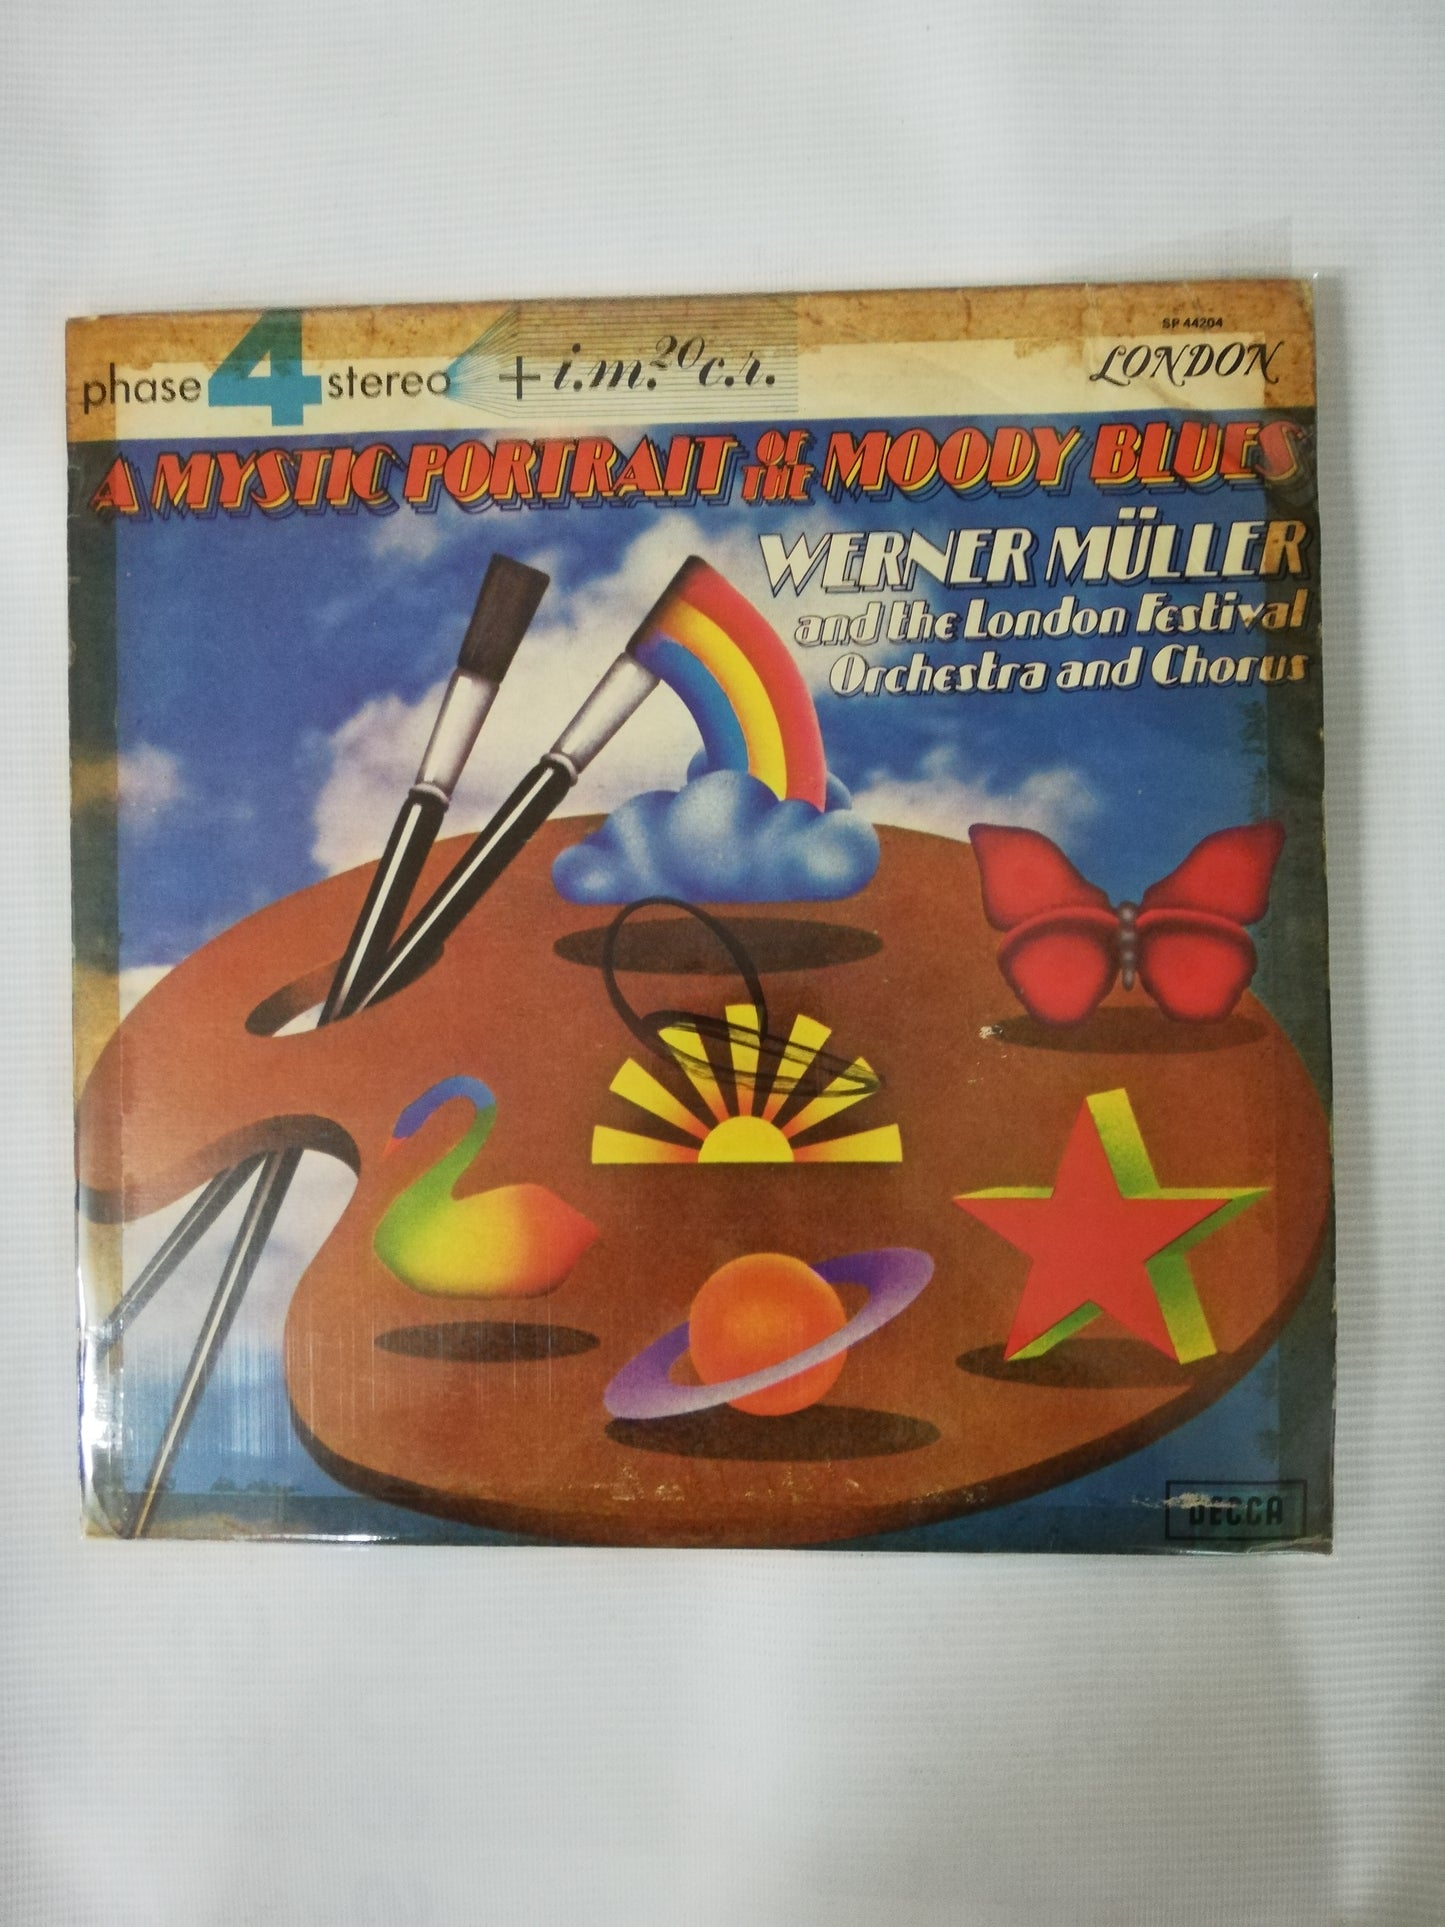 SP 44204
phase 4 stereo + i.m.20c.r. LONDON
A MYSTIC PORTRAIT OF THE MOODY BLUES
WERNER MÜLLER
and the London Festival
Orchestra and Chorus
DECCA